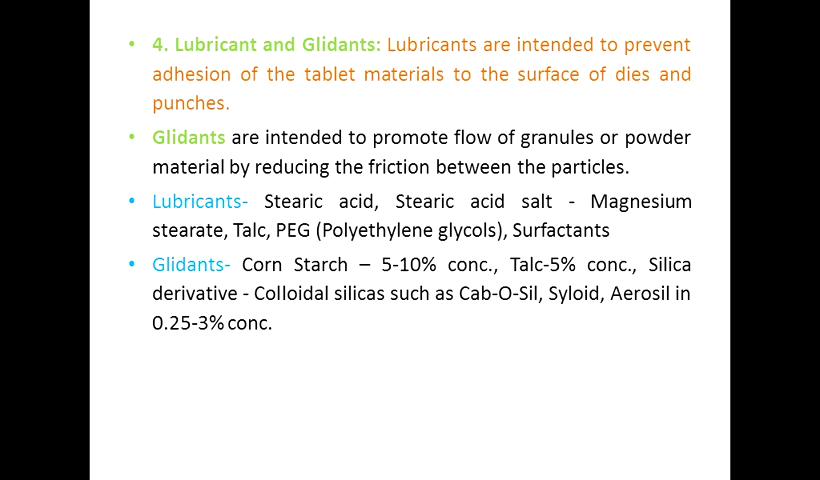 • 4. Lubricant and Glidants: Lubricants are intended to prevent
adhesion of the tablet materials to the surface of dies and
punches.
• Glidants are intended to promote flow of granules or powder
material by reducing the friction between the particles.
• Lubricants- Stearic acid, Stearic acid salt - Magnesium
stearate, Talc, PEG (Polyethylene glycols), Surfactants
• Glidants- Corn Starch – 5-10% conc., Talc-5% conc., Silica
derivative - Colloidal silicas such as Cab-O-Sil, Syloid, Aerosil in
0.25-3% conc.